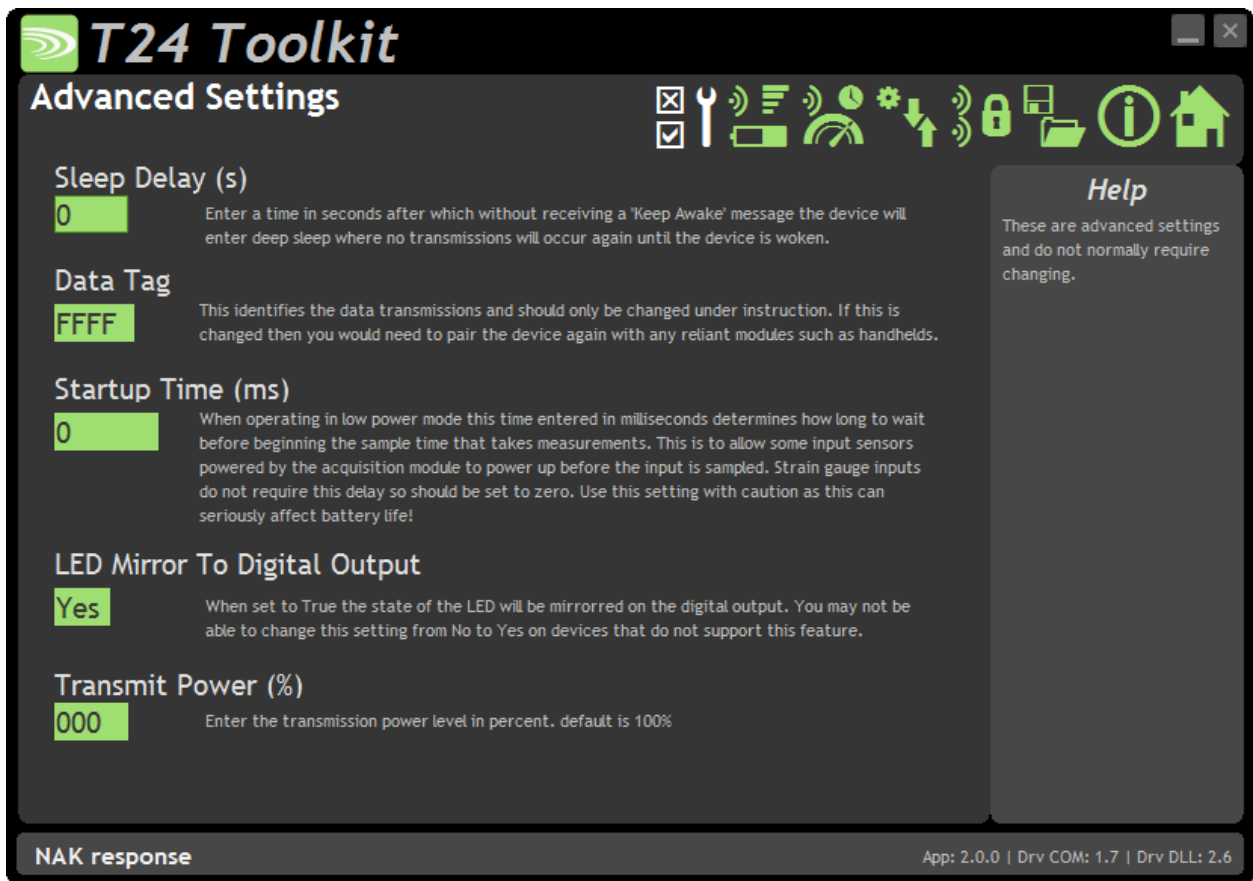 T24 Toolkit
Advanced Settings
Sleep Delay (s)
0
Enter a time in seconds after which without receiving a 'Keep Awake' message the device will
enter deep sleep where no transmissions will occur again until the device is woken.
Data Tag
FFFF
This identifies the data transmissions and should only be changed under instruction. If this is
changed then you would need to pair the device again with any reliant modules such as handhelds.
Startup Time (ms)
0
When operating in low power mode this time entered in milliseconds determines how long to wait
before beginning the sample time that takes measurements. This is to allow some input sensors
powered by the acquisition module to power up before the input is sampled. Strain gauge inputs
do not require this delay so should be set to zero. Use this setting with caution as this can
seriously affect battery life!
LED Mirror To Digital Output
Yes
When set to True the state of the LED will be mirrorred on the digital output. You may not be
able to change this setting from No to Yes on devices that do not support this feature.
Transmit Power (%)
000
Enter the transmission power level in percent. default is 100%
Help
These are advanced settings
and do not normally require
changing.
NAK response
App: 2.0.0 | Drv COM: 1.7 | Drv DLL: 2.6